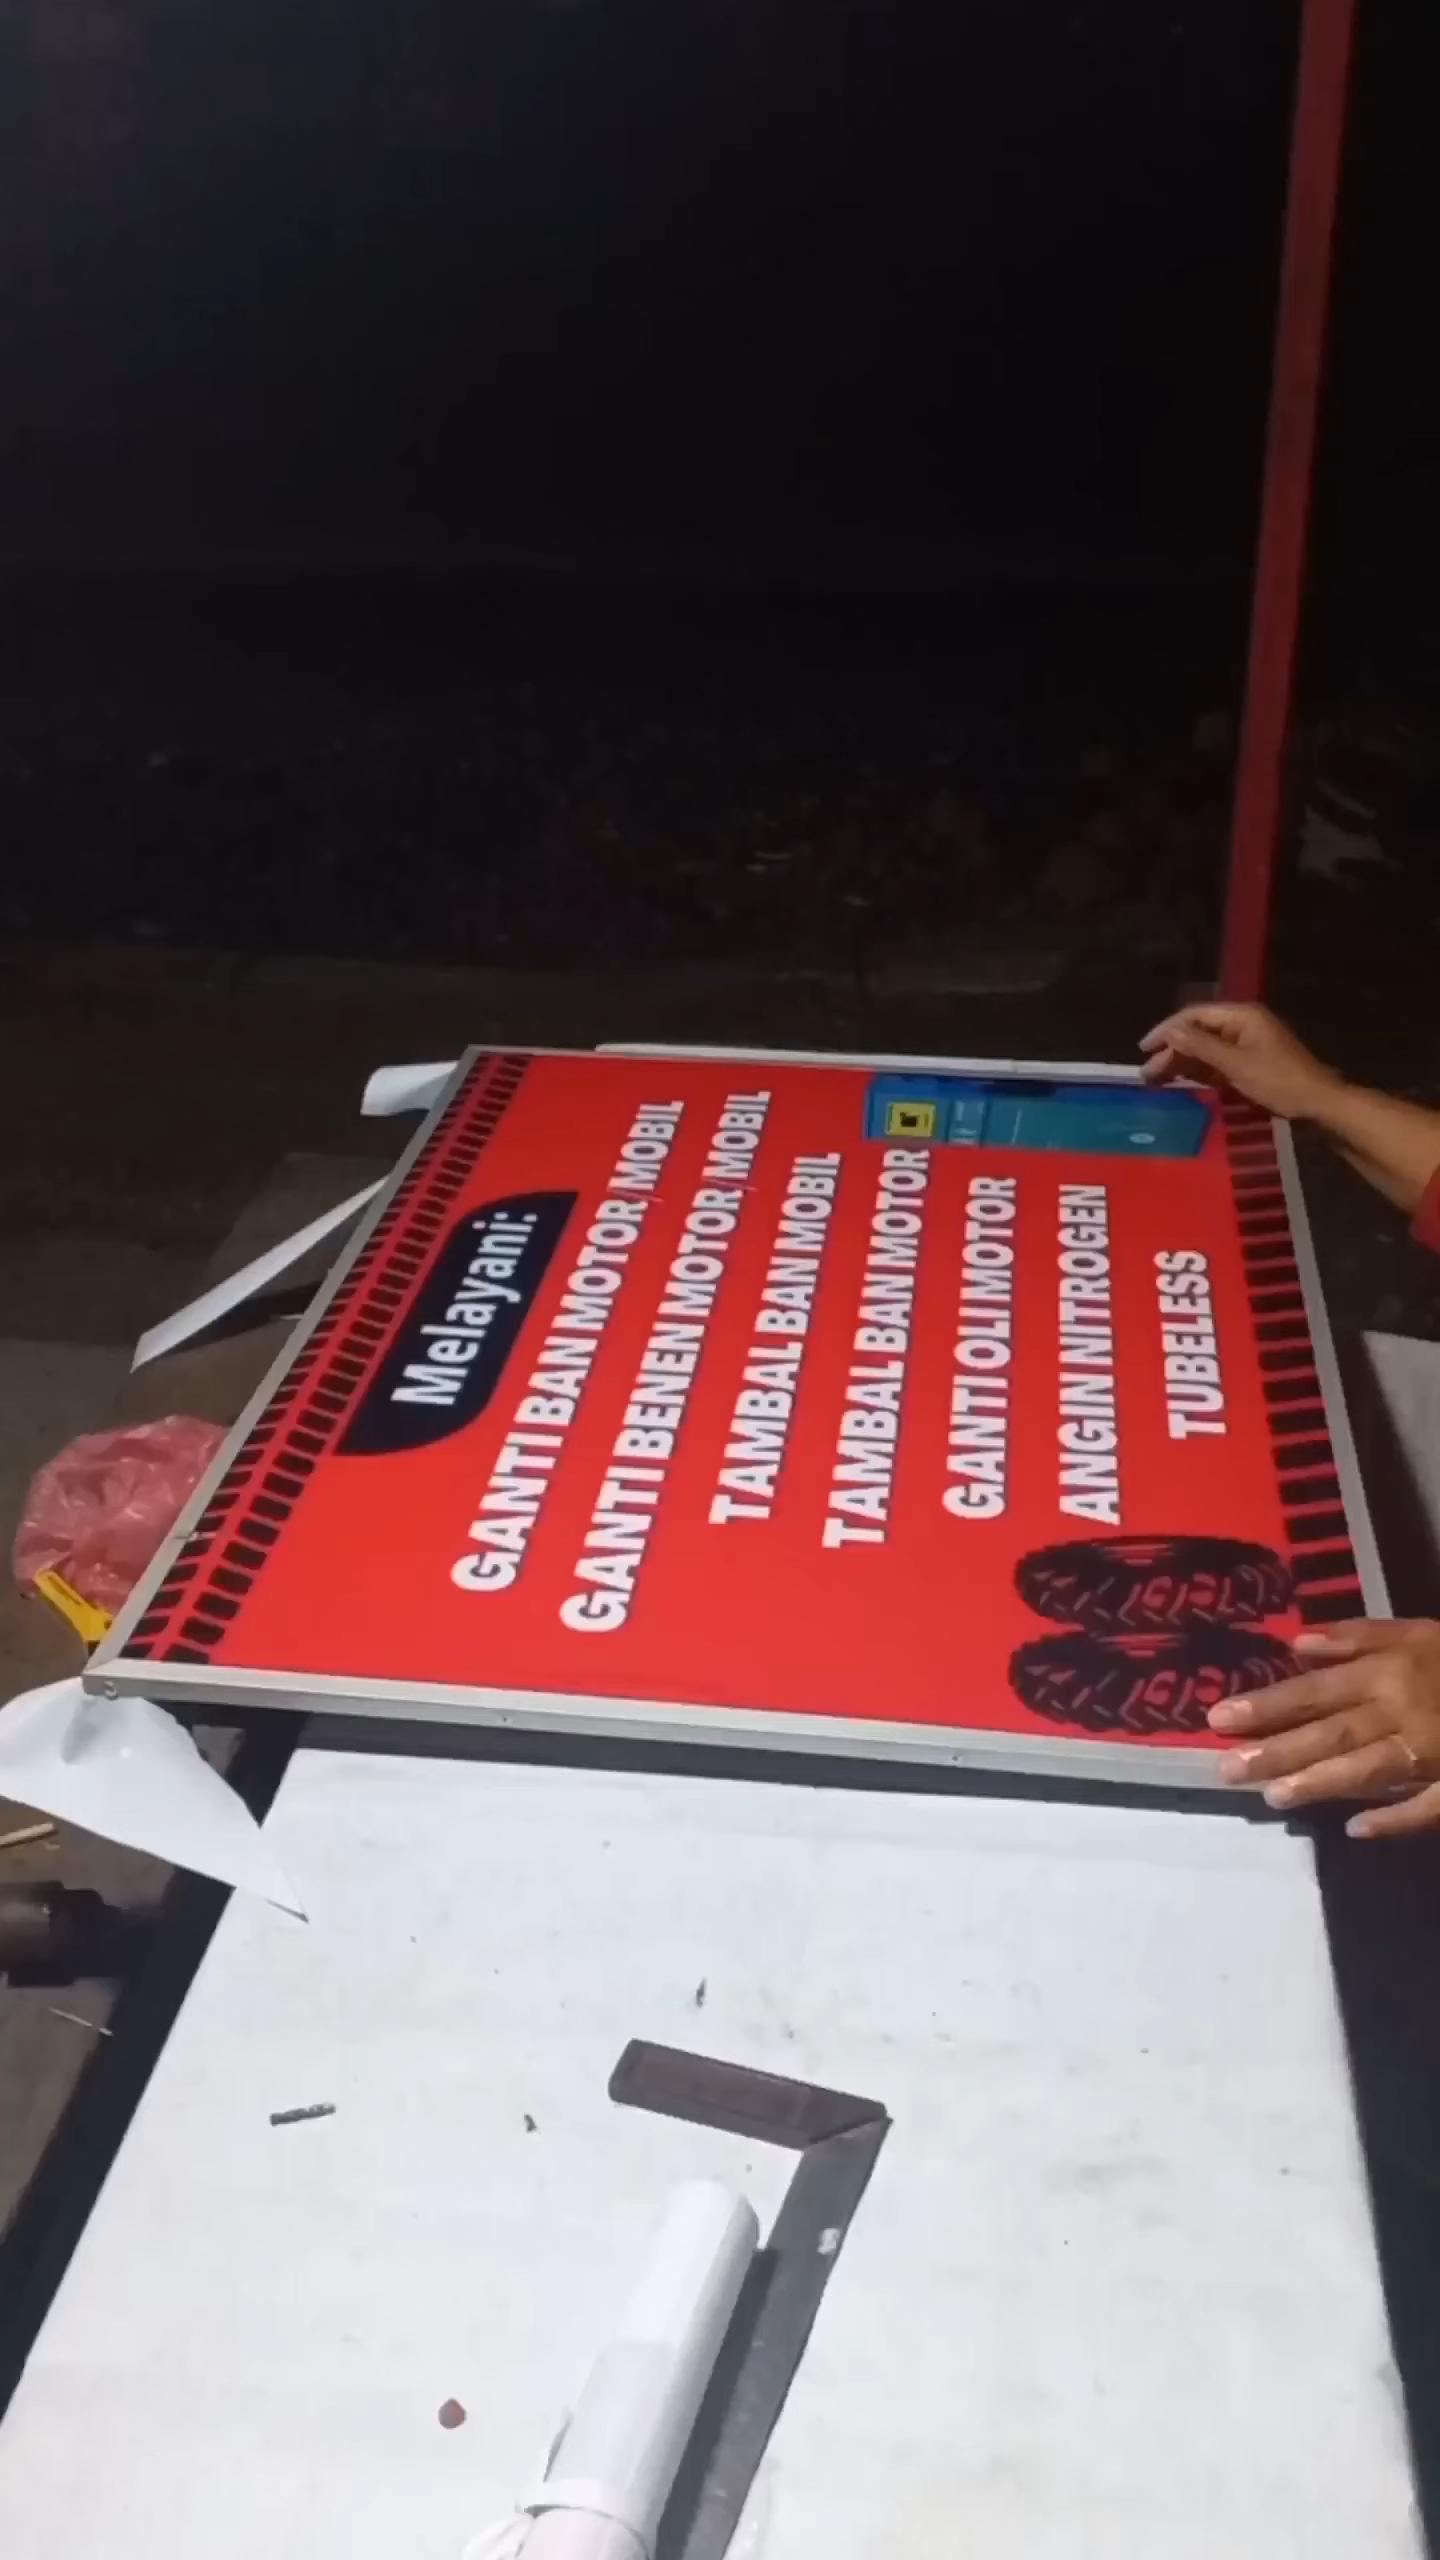 Melayani:
GANTI BAN MOTOR/MOBIL
GANTI BENEN MOTOR/MOBIL
TAMBAL BAN MOBIL
TAMBAL BAN MOTOR
GANTI OLI MOTOR
ANGIN NITROGEN
TUBELESS